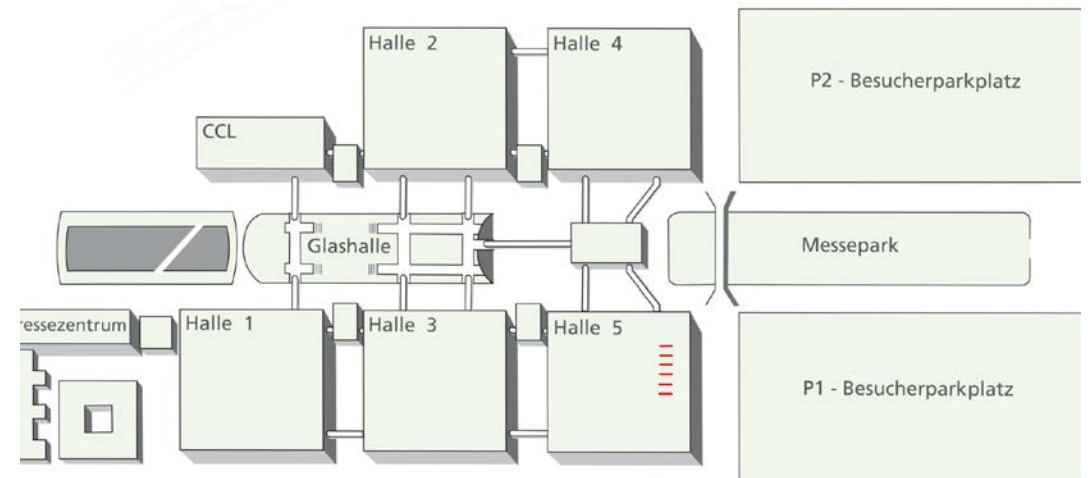 Halle 2
Halle 4
P2 - Besucherparkplatz
CCL
Glashalle
Messepark
ressezentrum
Halle 1
Halle 3
Halle 5
P1 - Besucherparkplatz